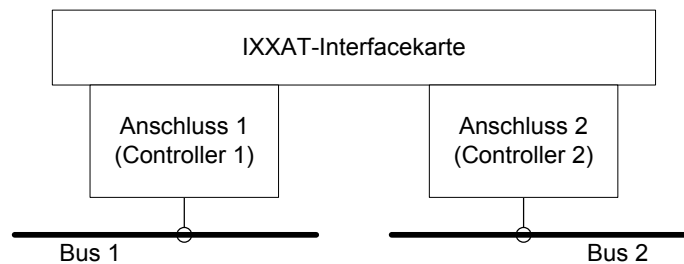 IXXAT-Interfacekarte
Anschluss 1
(Controller 1)
Anschluss 2
(Controller 2)
Bus 1
Bus 2